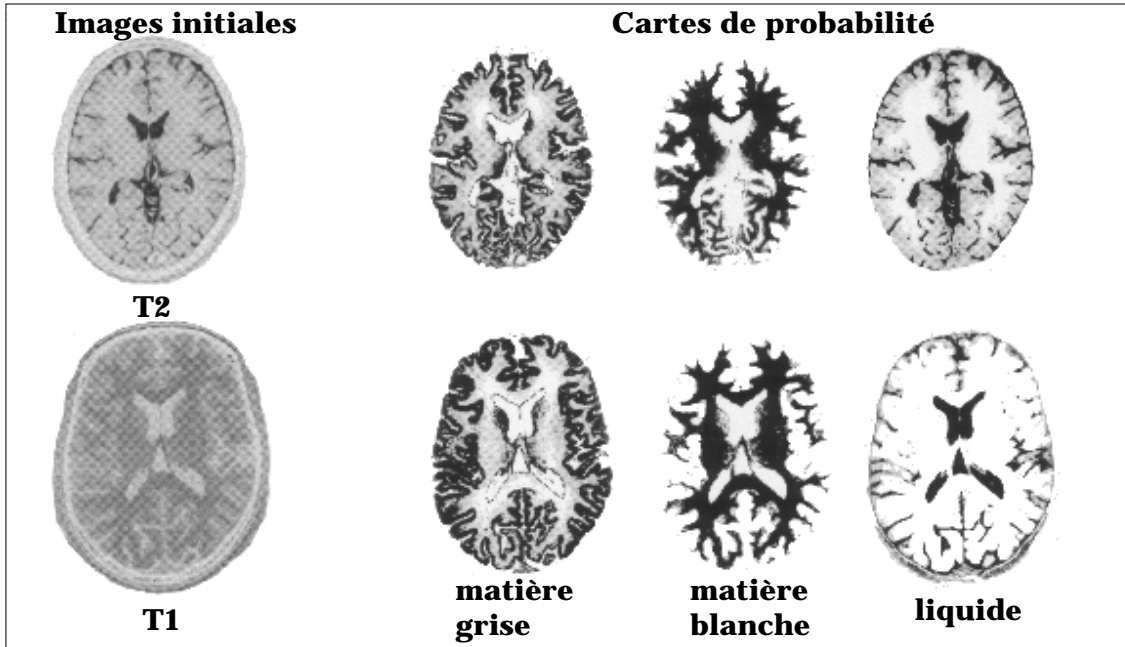 Images initiales
Cartes de probabilité
T2
T1
matière
grise
matière
blanche
liquide